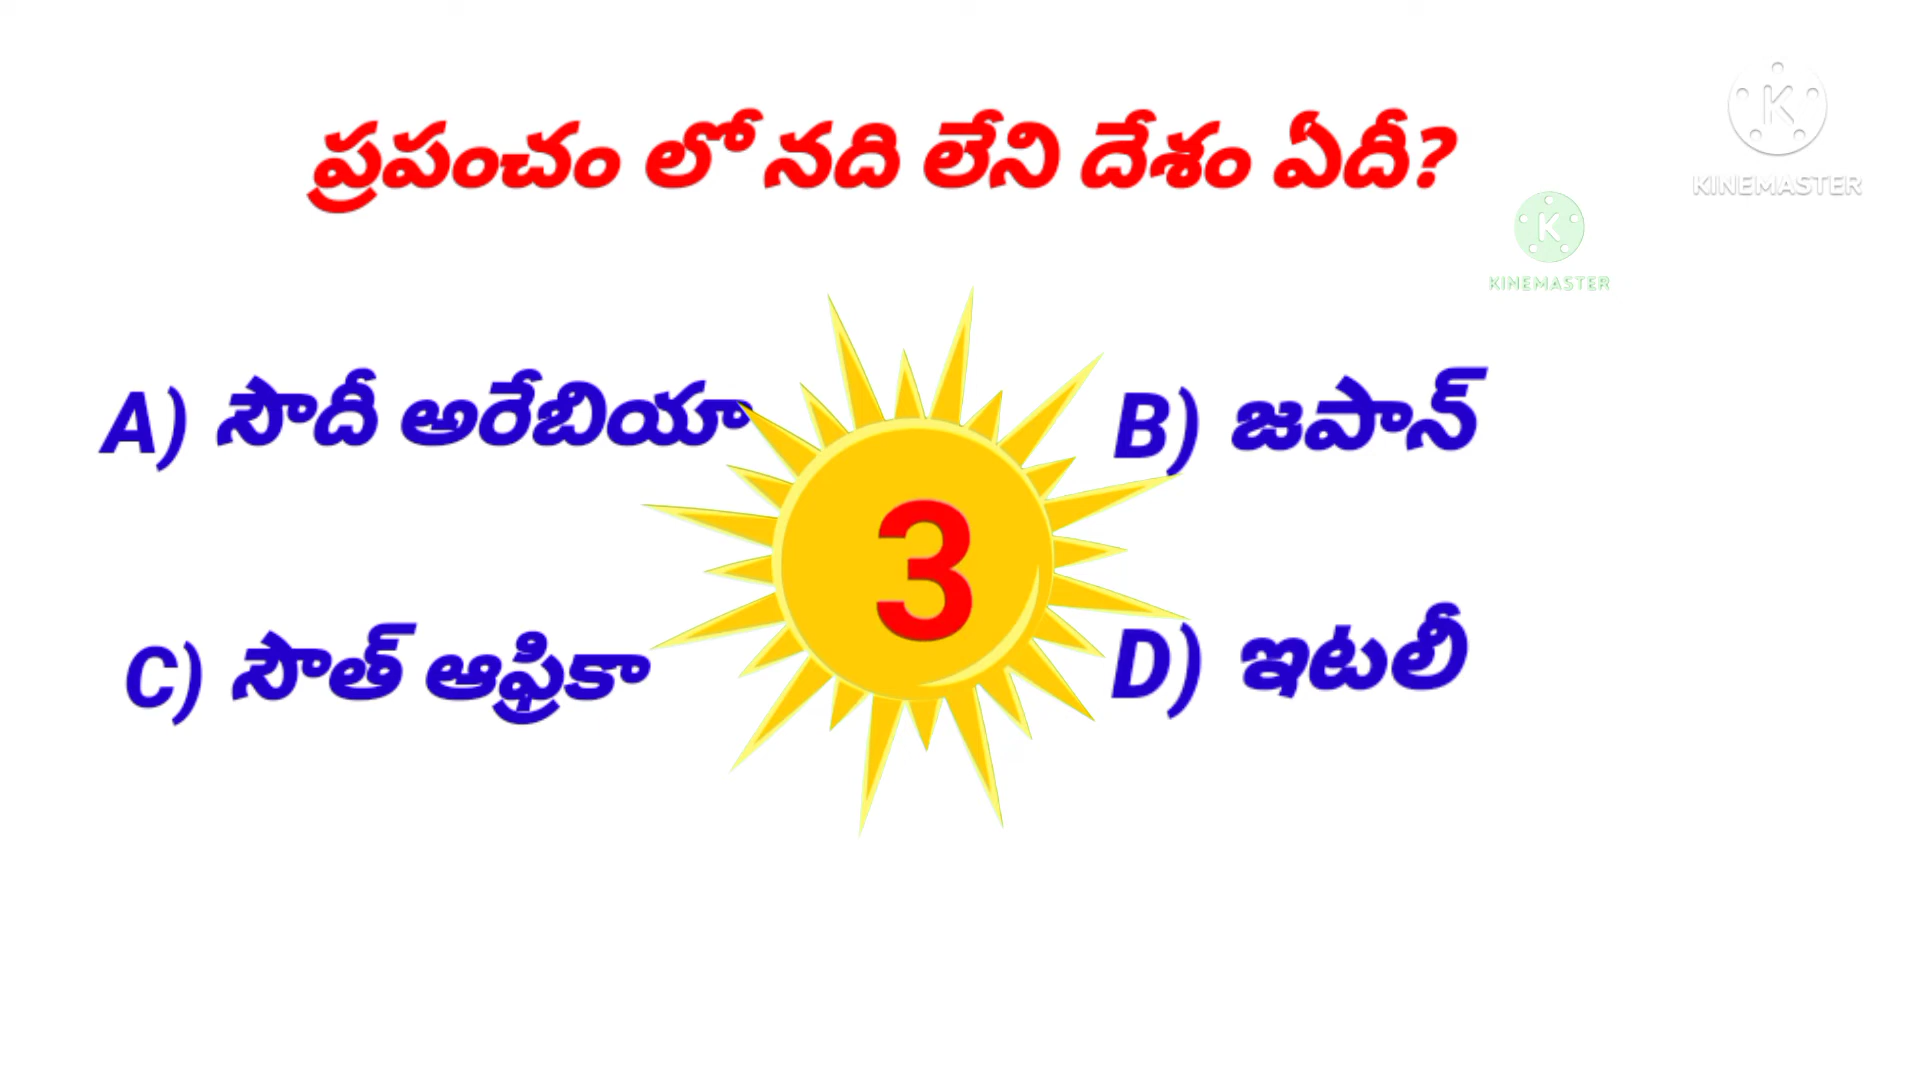 ప్రపంచం లో నది లేని దేశం ఏదీ?
KINEMASTER
KINEMASTER
A) సౌదీ అరేబియా
B) జపాన్
3
C) సౌత్ ఆఫ్రికా
D) ఇటలీ